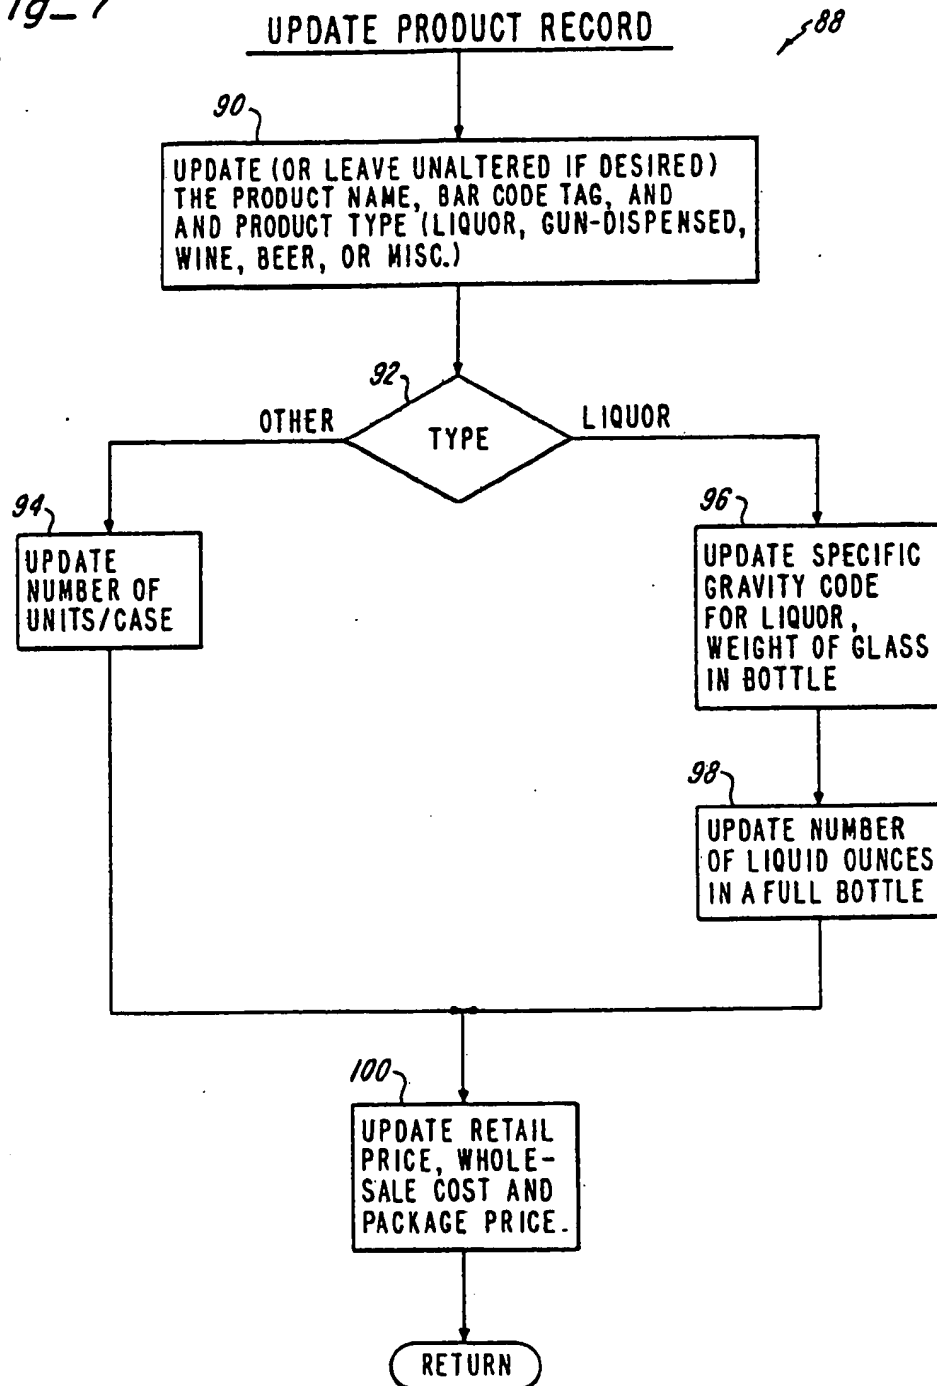 ig-7
UPDATE PRODUCT RECORD
88
90
UPDATE (OR LEAVE UNALTERED IF DESIRED)
THE PRODUCT NAME, BAR CODE TAG, AND
AND PRODUCT TYPE (LIQUOR, GUN-DISPENSED,
WINE, BEER, OR MISC.)
92
OTHER
TYPE
LIQUOR
94
UPDATE
NUMBER OF
UNITS/CASE
96
UPDATE SPECIFIC
GRAVITY CODE
FOR LIQUOR,
WEIGHT OF GLASS
IN BOTTLE
98
UPDATE NUMBER
OF LIQUID OUNCES
IN A FULL BOTTLE
100
UPDATE RETAIL
PRICE, WHOLE-
SALE COST AND
PACKAGE PRICE.
RETURN